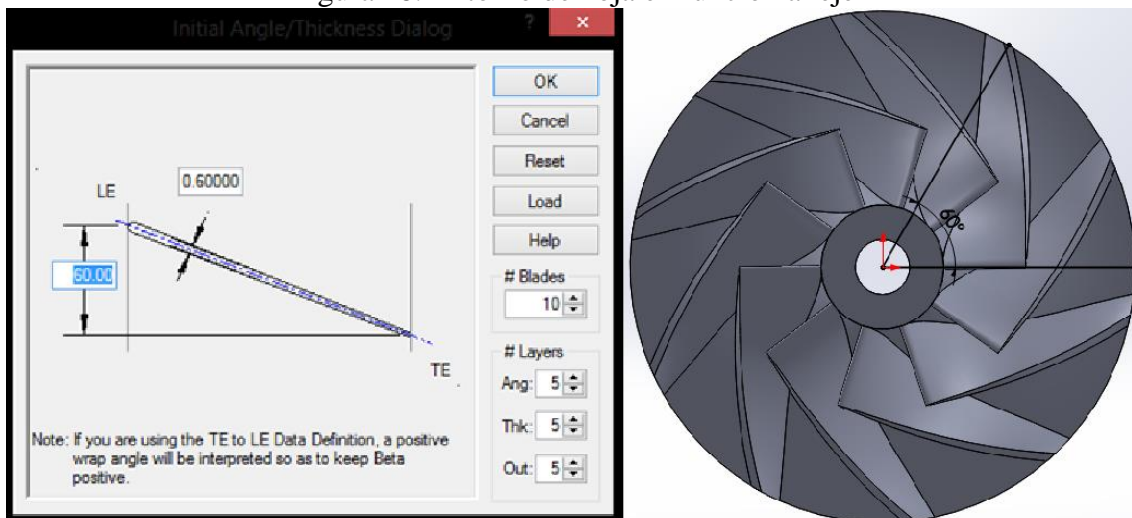 Initial Angle/Thickness Dialog
?
×
OK
Cancel
Reset
Load
Help
# Blades
10
# Layers
Ang: 5
Thk: 5
Out: 5
LE
0.60000
60.00
TE
Note: If you are using the TE to LE Data Definition, a positive
wrap angle will be interpreted so as to keep Beta
positive.
60°